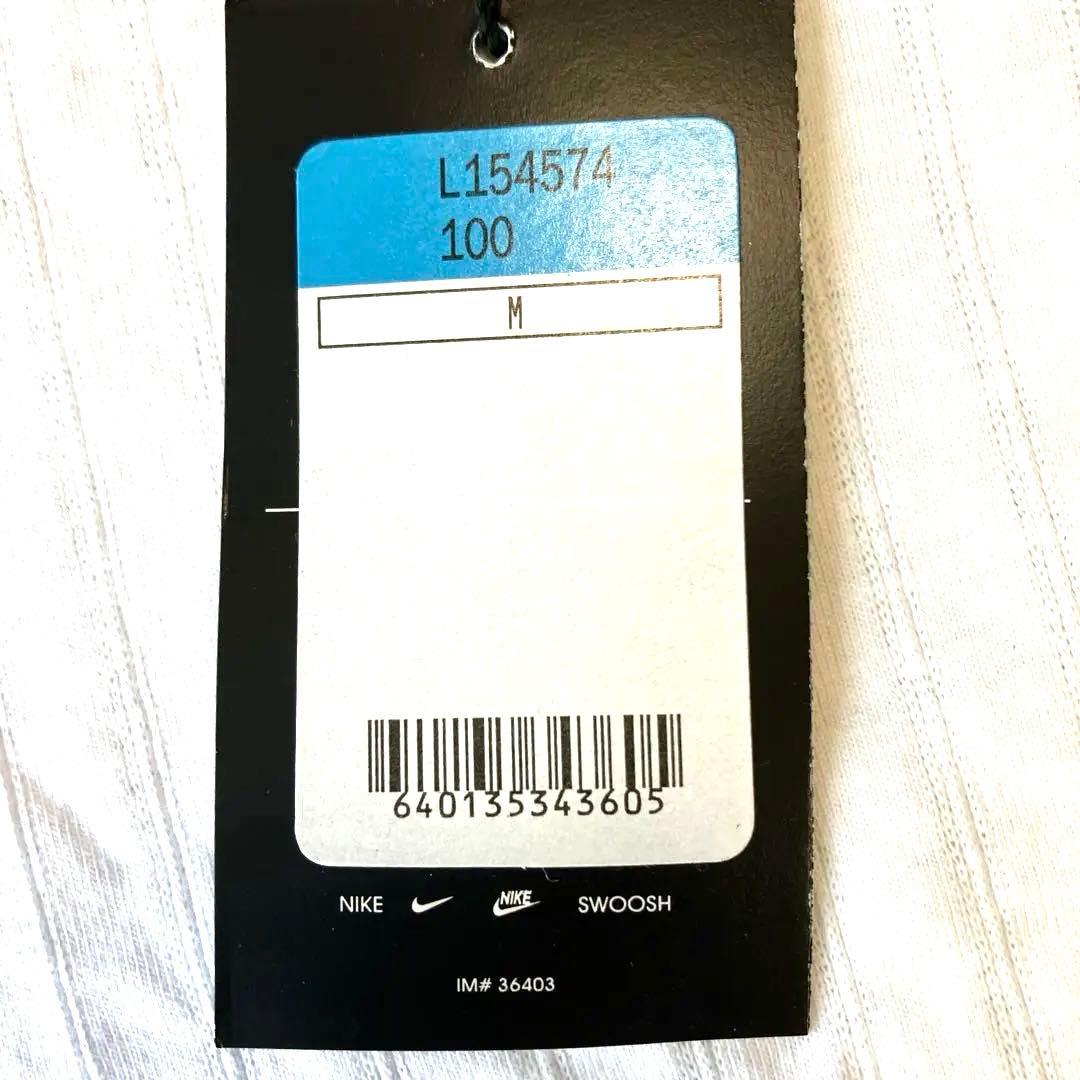 L154574
100
M
640135343605
NIKE NIKE SWOOSH
IM# 36403